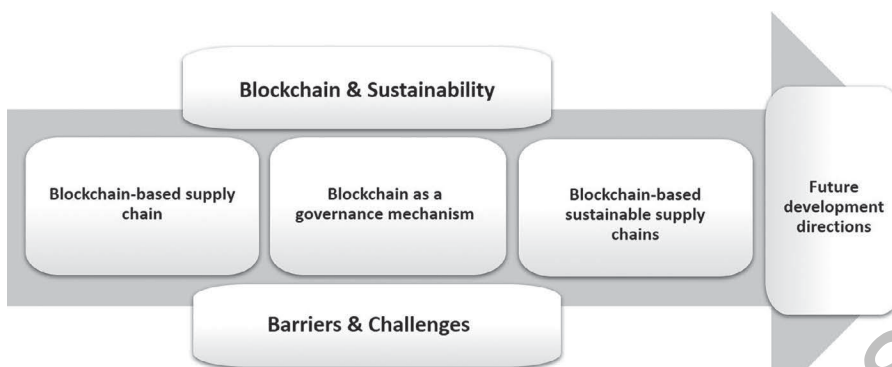 Blockchain & Sustainability
Blockchain-based supply
chain
Blockchain as a
governance mechanism
Blockchain-based
sustainable supply
chains
Future
development
directions
Barriers & Challenges